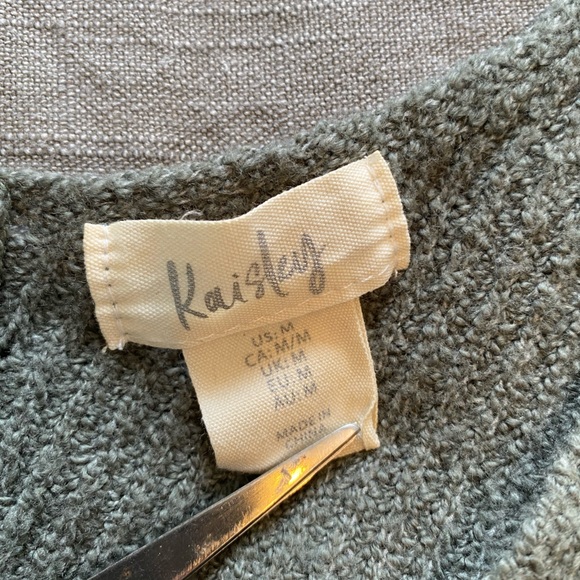 Kaisley
US: M
CA: M/M
UK: M
EU: M
AU: M
MADE IN
CHINA